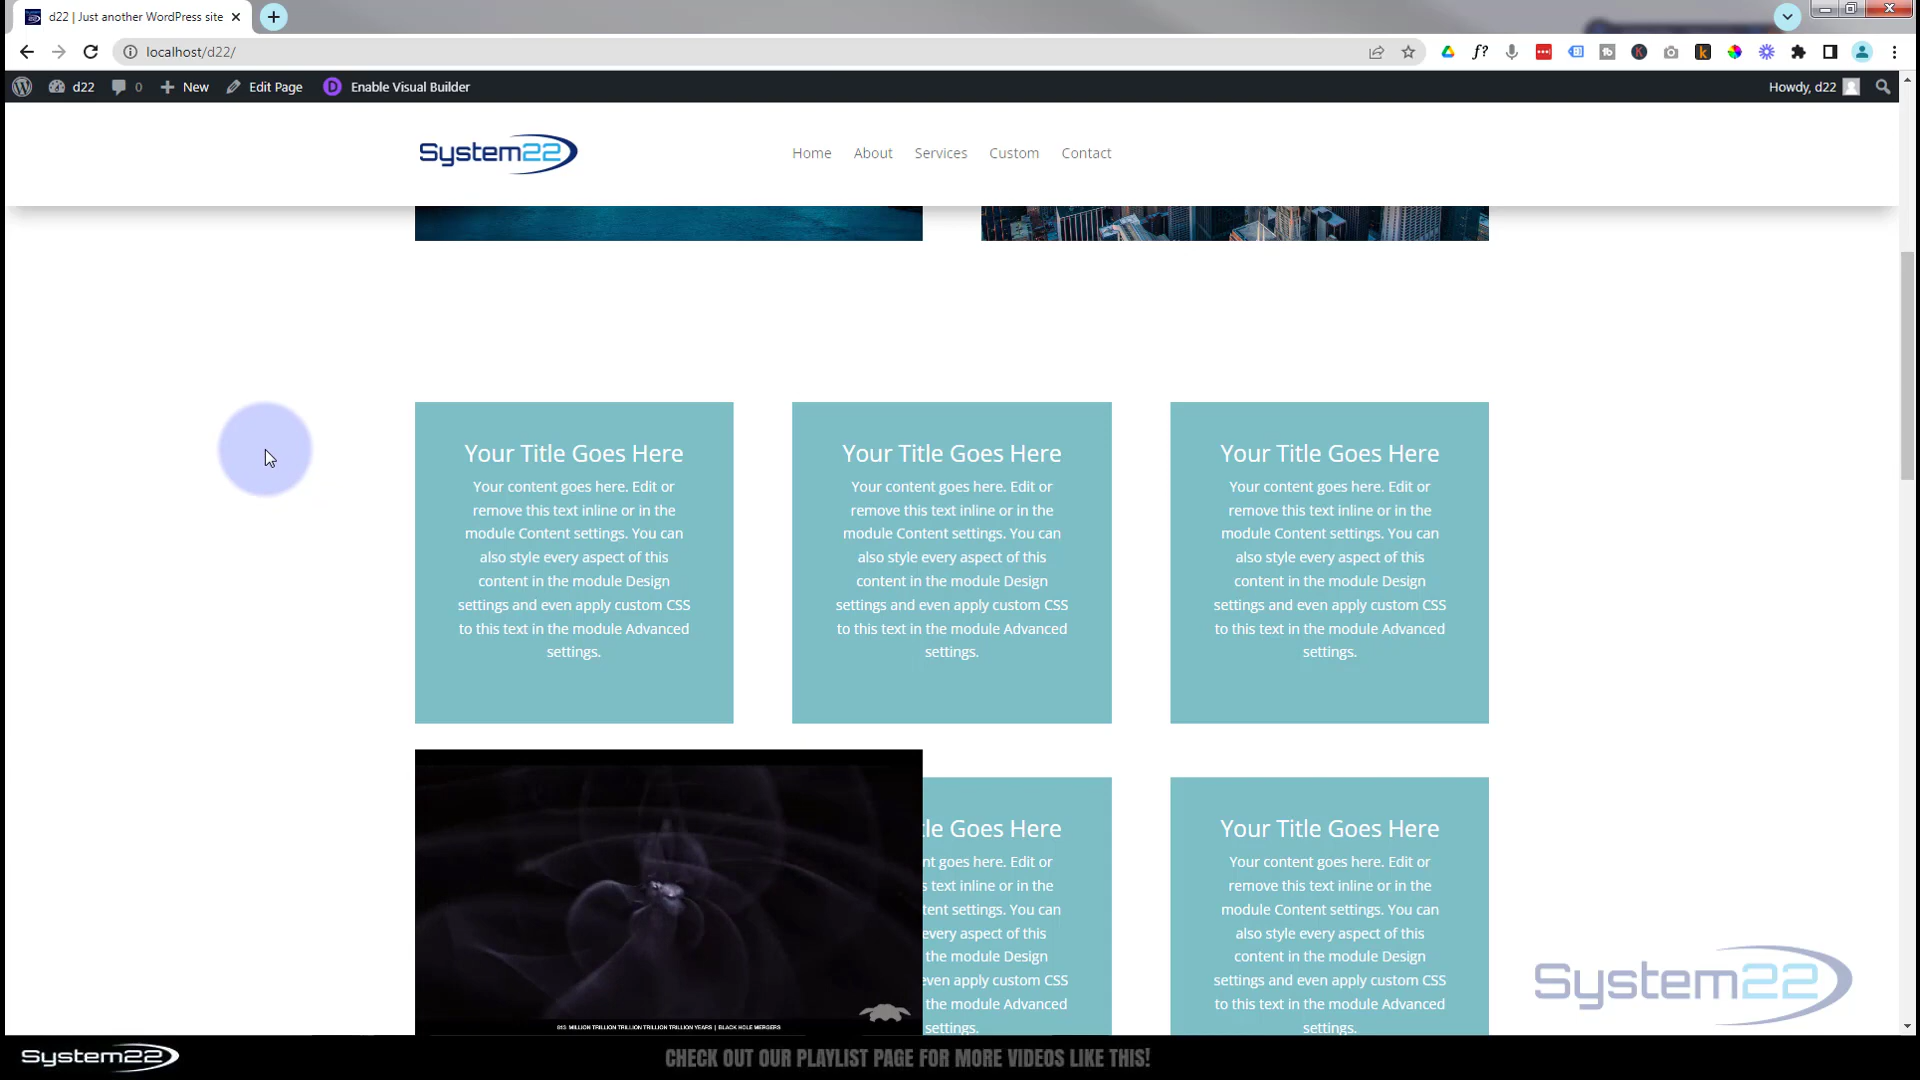 d22 | Just another WordPress site
localhost/d22/
f?
d22 0 New Edit Page D Enable Visual Builder Howdy, d22
System22 Home About Services Custom Contact
Your Title Goes Here
Your content goes here. Edit or
remove this text inline or in the
module Content settings. You can
also style every aspect of this
content in the module Design
settings and even apply custom CSS
to this text in the module Advanced
settings.
Your Title Goes Here
Your content goes here. Edit or
remove this text inline or in the
module Content settings. You can
also style every aspect of this
content in the module Design
settings and even apply custom CSS
to this text in the module Advanced
settings.
Your Title Goes Here
Your content goes here. Edit or
remove this text inline or in the
module Content settings. You can
also style every aspect of this
content in the module Design
settings and even apply custom CSS
to this text in the module Advanced
settings.
813 MILLION TRILLION TRILLION TRILLION TRILLION YEARS | BLACK HOLE MERGERS
le Goes Here
nt goes here. Edit or
s text inline or in the
tent settings. You can
every aspect of this
the module Design
even apply custom CSS
the module Advanced
settings.
Your Title Goes Here
Your content goes here. Edit or
remove this text inline or in the
module Content settings. You can
also style every aspect of this
content in the module Design
settings and even apply custom CSS
to this text in the module Advanced
settings.
System22
System22 CHECK OUT OUR PLAYLIST PAGE FOR MORE VIDEOS LIKE THIS!